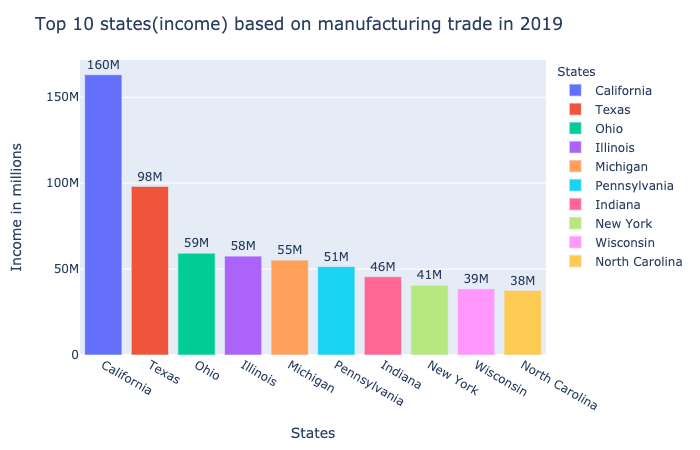 Top 10 states(income) based on manufacturing trade in 2019
Income in millions
150M
100M
50M
0
160M
98M
59M
58M
55M
51M
46M
41M
39M
38M
California
Texas
Ohio
Illinois
Michigan
Pennsylvania
Indiana
New York
Wisconsin
North Carolina
States
States
California
Texas
Ohio
Illinois
Michigan
Pennsylvania
Indiana
New York
Wisconsin
North Carolina